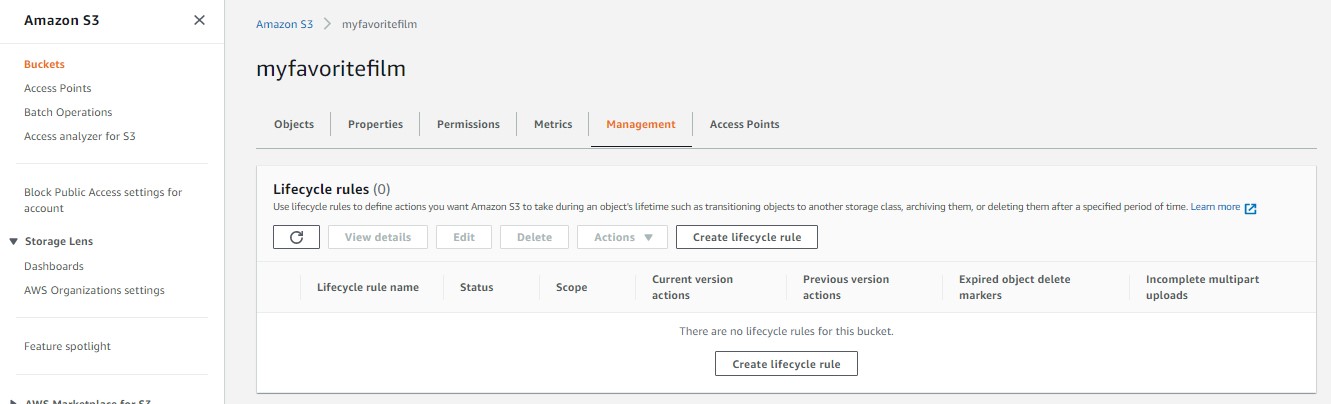 Amazon S3
Buckets
Access Points
Batch Operations
Access analyzer for S3
Block Public Access settings for
account
Storage Lens
Dashboards
AWS Organizations settings
Feature spotlight
AWS Marketplace for S3
Amazon S3 > myfavoritefilm
myfavoritefilm
Objects Properties Permissions Metrics Management Access Points
Lifecycle rules (0)
Use lifecycle rules to define actions you want Amazon S3 to take during an object's lifetime such as transitioning objects to another storage class, archiving them, or deleting them after a specified period of time. Learn more
View details Edit Delete Actions Create lifecycle rule
Lifecycle rule name Status Scope Current version actions Previous version actions Expired object delete markers Incomplete multipart uploads
There are no lifecycle rules for this bucket.
Create lifecycle rule